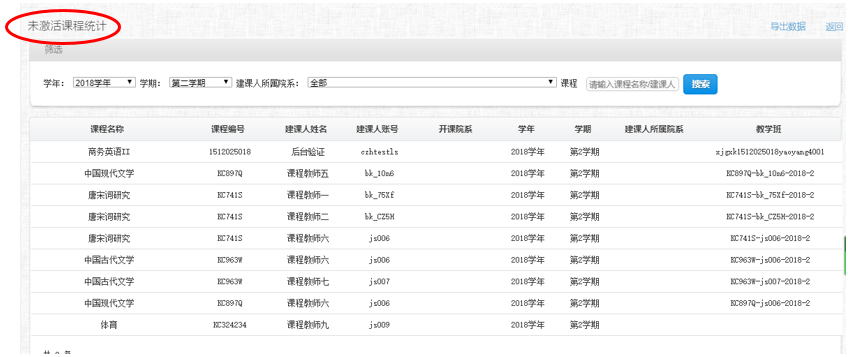 未激活课程统计 导出数据 返回
筛选
学年： 2018学年 学期： 第二学期 建课人所属院系： 全部 课程 请输入课程名称/建课人 搜索
课程名称 课程编号 建课人姓名 建课人账号 开课院系 学年 学期 建课人所属院系 教学班
商务英语II 1512025018 后台验证 czhtestls 2018学年 第2学期 xjgxk1512025018yaoyang4001
中国现代文学 KC897Q 课程教师五 bk_10m6 2018学年 第2学期 KC897Q-bk_10m6-2018-2
唐宋词研究 KC741S 课程教师一 bk_75Xf 2018学年 第2学期 KC741S-bk_75Xf-2018-2
唐宋词研究 KC741S 课程教师二 bk_CZ5M 2018学年 第2学期 KC741S-bk_CZ5M-2018-2
唐宋词研究 KC741S 课程教师六 js006 2018学年 第2学期 KC741S-js006-2018-2
中国古代文学 KC963W 课程教师六 js006 2018学年 第2学期 KC963W-js006-2018-2
中国古代文学 KC963W 课程教师七 js007 2018学年 第2学期 KC963W-js007-2018-2
中国现代文学 KC897Q 课程教师六 js006 2018学年 第2学期 KC897Q-js006-2018-2
体育 KC324234 课程教师九 js009 2018学年 第2学期